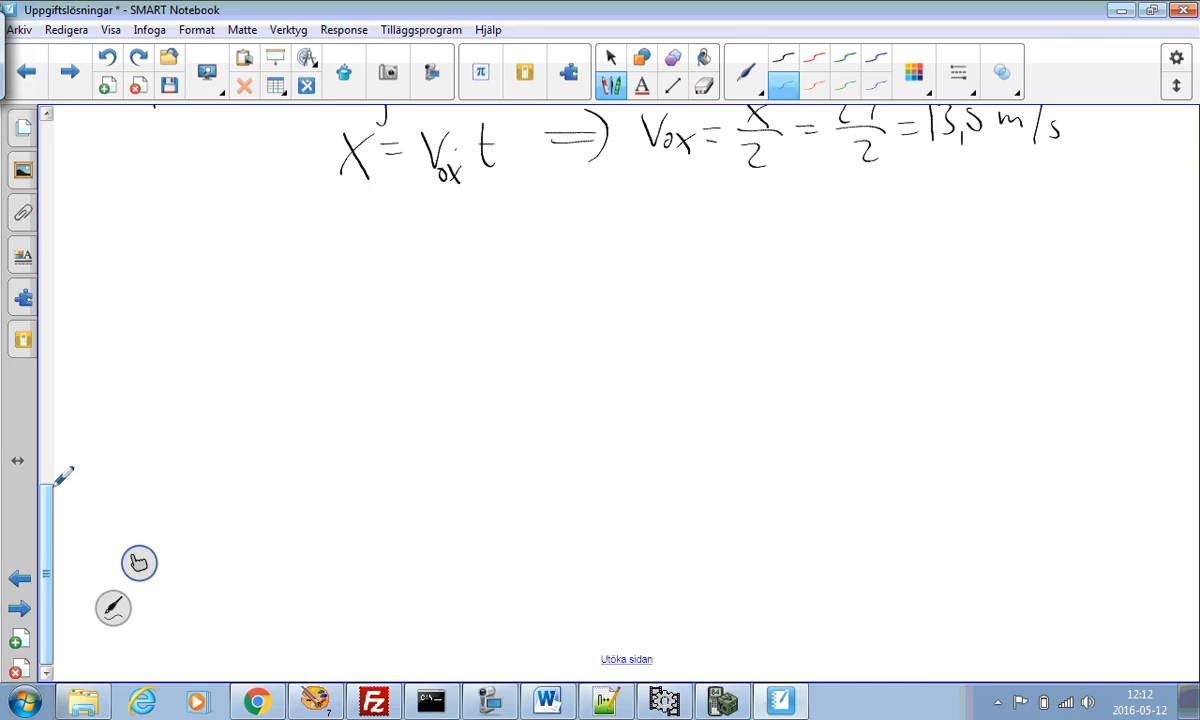 Uppgiftslösningar * - SMART Notebook
Arkiv Redigera Visa Infoga Format Matte Verktyg Response Tilläggsprogram Hjälp
x = v₀ₓ · t ⇒ v₀ₓ = x/2 = 27/2 = 13,5 m/s
Utöka sidan
12:12
2016-05-12